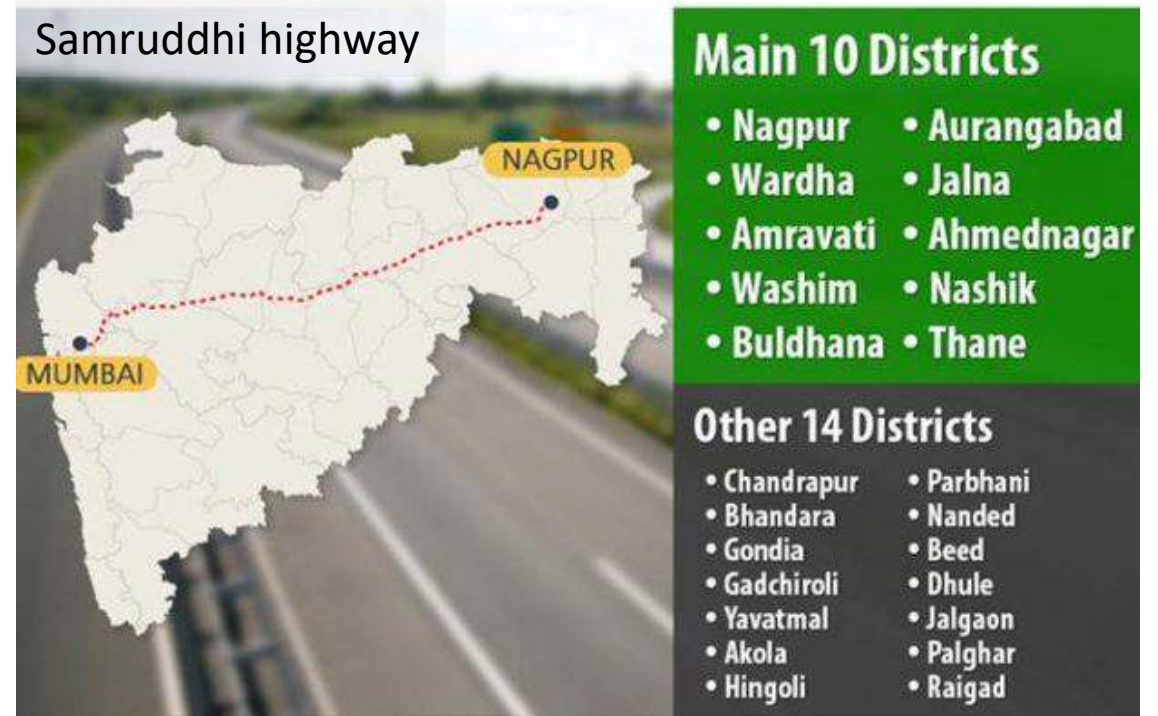 Samruddhi highway
NAGPUR
MUMBAI
Main 10 Districts
• Nagpur
• Wardha
• Amravati
• Washim
• Buldhana
• Aurangabad
• Jalna
• Ahmednagar
• Nashik
• Thane
Other 14 Districts
• Chandrapur
• Bhandara
• Gondia
• Gadchiroli
• Yavatmal
• Akola
• Hingoli
• Parbhani
• Nanded
• Beed
• Dhule
• Jalgaon
• Palghar
• Raigad